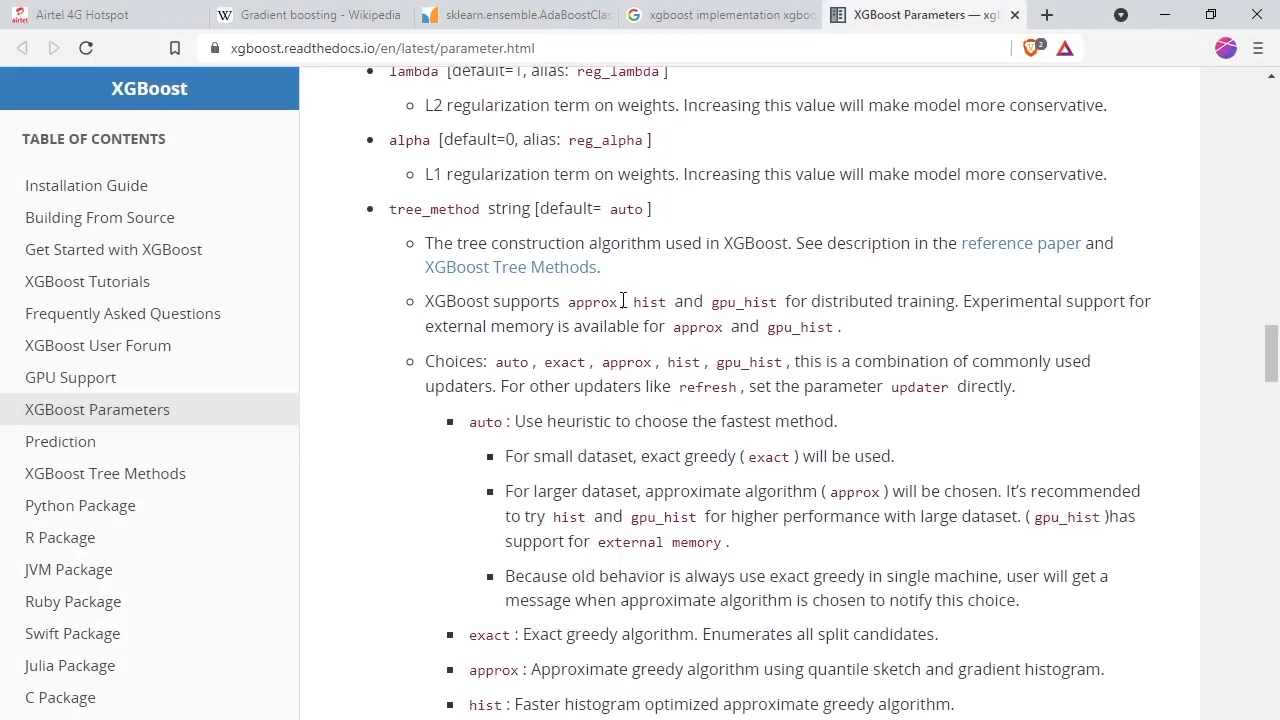 Airtel 4G Hotspot
Gradient boosting - Wikipedia
sklearn.ensemble.AdaBoostClas
xgboost implementation xgboo
XGBoost Parameters — xgl
xgboost.readthedocs.io/en/latest/parameter.html
2
XGBoost
TABLE OF CONTENTS
Installation Guide
Building From Source
Get Started with XGBoost
XGBoost Tutorials
Frequently Asked Questions
XGBoost User Forum
GPU Support
XGBoost Parameters
Prediction
XGBoost Tree Methods
Python Package
R Package
JVM Package
Ruby Package
Swift Package
Julia Package
C Package
lambda [default=1, alias: reg_lambda]
L2 regularization term on weights. Increasing this value will make model more conservative.
alpha [default=0, alias: reg_alpha]
L1 regularization term on weights. Increasing this value will make model more conservative.
tree_method string [default= auto]
The tree construction algorithm used in XGBoost. See description in the reference paper and
XGBoost Tree Methods.
XGBoost supports approx, hist and gpu_hist for distributed training. Experimental support for
external memory is available for approx and gpu_hist.
Choices: auto, exact, approx, hist, gpu_hist, this is a combination of commonly used
updaters. For other updaters like refresh, set the parameter updater directly.
auto: Use heuristic to choose the fastest method.
For small dataset, exact greedy (exact) will be used.
For larger dataset, approximate algorithm (approx) will be chosen. It's recommended
to try hist and gpu_hist for higher performance with large dataset. (gpu_hist)has
support for external memory.
Because old behavior is always use exact greedy in single machine, user will get a
message when approximate algorithm is chosen to notify this choice.
exact: Exact greedy algorithm. Enumerates all split candidates.
approx: Approximate greedy algorithm using quantile sketch and gradient histogram.
hist: Faster histogram optimized approximate greedy algorithm.